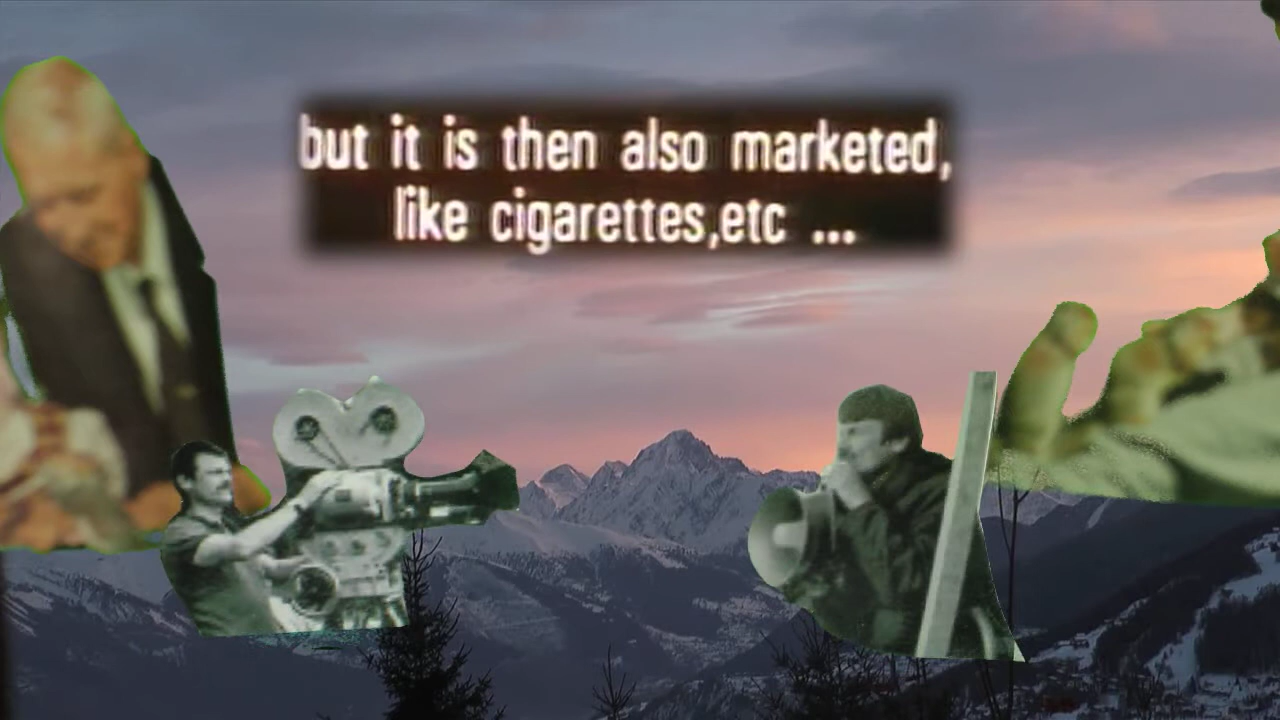 but it is then also marketed,
like cigarettes,etc ...